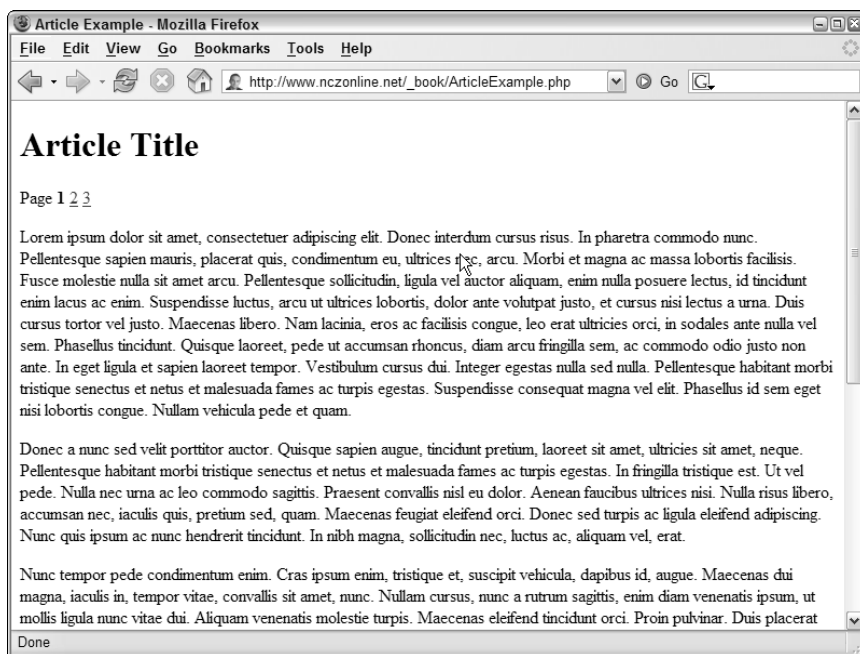 Article Example - Mozilla Firefox
File Edit View Go Bookmarks Tools Help
http://www.nczonline.net/_book/ArticleExample.php Go G
Article Title
Page 1 2 3
Lorem ipsum dolor sit amet, consectetuer adipiscing elit. Donec interdum cursus risus. In pharetra commodo nunc.
Pellentesque sapien mauris, placerat quis, condimentum eu, ultrices nec, arcu. Morbi et magna ac massa lobortis facilisis.
Fusce molestie nulla sit amet arcu. Pellentesque sollicitudin, ligula vel auctor aliquam, enim nulla posuere lectus, id tincidunt
enim lacus ac enim. Suspendisse luctus, arcu ut ultrices lobortis, dolor ante volutpat justo, et cursus nisi lectus a urna. Duis
cursus tortor vel justo. Maecenas libero. Nam lacinia, eros ac facilisis congue, leo erat ultricies orci, in sodales ante nulla vel
sem. Phasellus tincidunt. Quisque laoreet, pede ut accumsan rhoncus, diam arcu fringilla sem, ac commodo odio justo non
ante. In eget ligula et sapien laoreet tempor. Vestibulum cursus dui. Integer egestas nulla sed nulla. Pellentesque habitant morbi
tristique senectus et netus et malesuada fames ac turpis egestas. Suspendisse consequat magna vel elit. Phasellus id sem eget
nisi lobortis congue. Nullam vehicula pede et quam.
Donec a nunc sed velit porttitor auctor. Quisque sapien augue, tincidunt pretium, laoreet sit amet, ultricies sit amet, neque.
Pellentesque habitant morbi tristique senectus et netus et malesuada fames ac turpis egestas. In fringilla tristique est. Ut vel
pede. Nulla nec urna ac leo commodo sagittis. Praesent convallis nisl eu dolor. Aenean faucibus ultrices nisi. Nulla risus libero,
accumsan nec, iaculis quis, pretium sed, quam. Maecenas feugiat eleifend orci. Donec sed turpis ac ligula eleifend adipiscing.
Nunc quis ipsum ac nunc hendrerit tincidunt. In nibh magna, sollicitudin nec, luctus ac, aliquam vel, erat.
Nunc tempor pede condimentum enim. Cras ipsum enim, tristique et, suscipit vehicula, dapibus id, augue. Maecenas dui
magna, iaculis in, tempor vitae, convallis sit amet, nunc. Nullam cursus, nunc a rutrum sagittis, enim diam venenatis ipsum, ut
mollis ligula nunc vitae dui. Aliquam venenatis molestie turpis. Maecenas eleifend tincidunt orci. Proin pulvinar. Duis placerat
Done